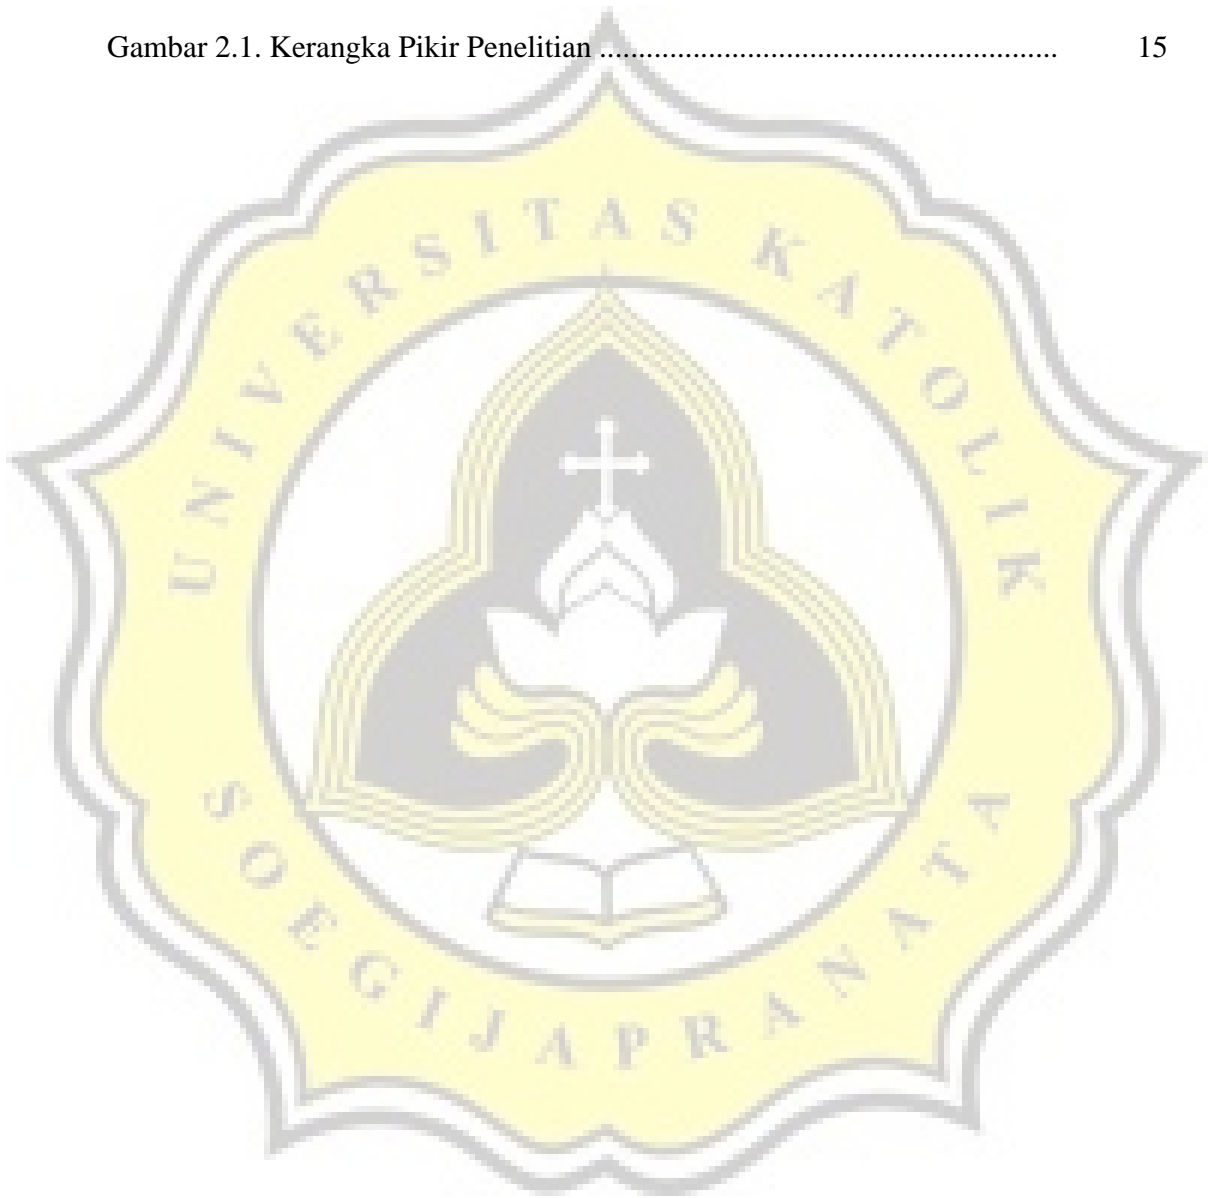 Gambar 2.1. Kerangka Pikir Penelitian .......................................................... 15
UNIVERSITAS KATOLIK
SOEGIJAPRANATA